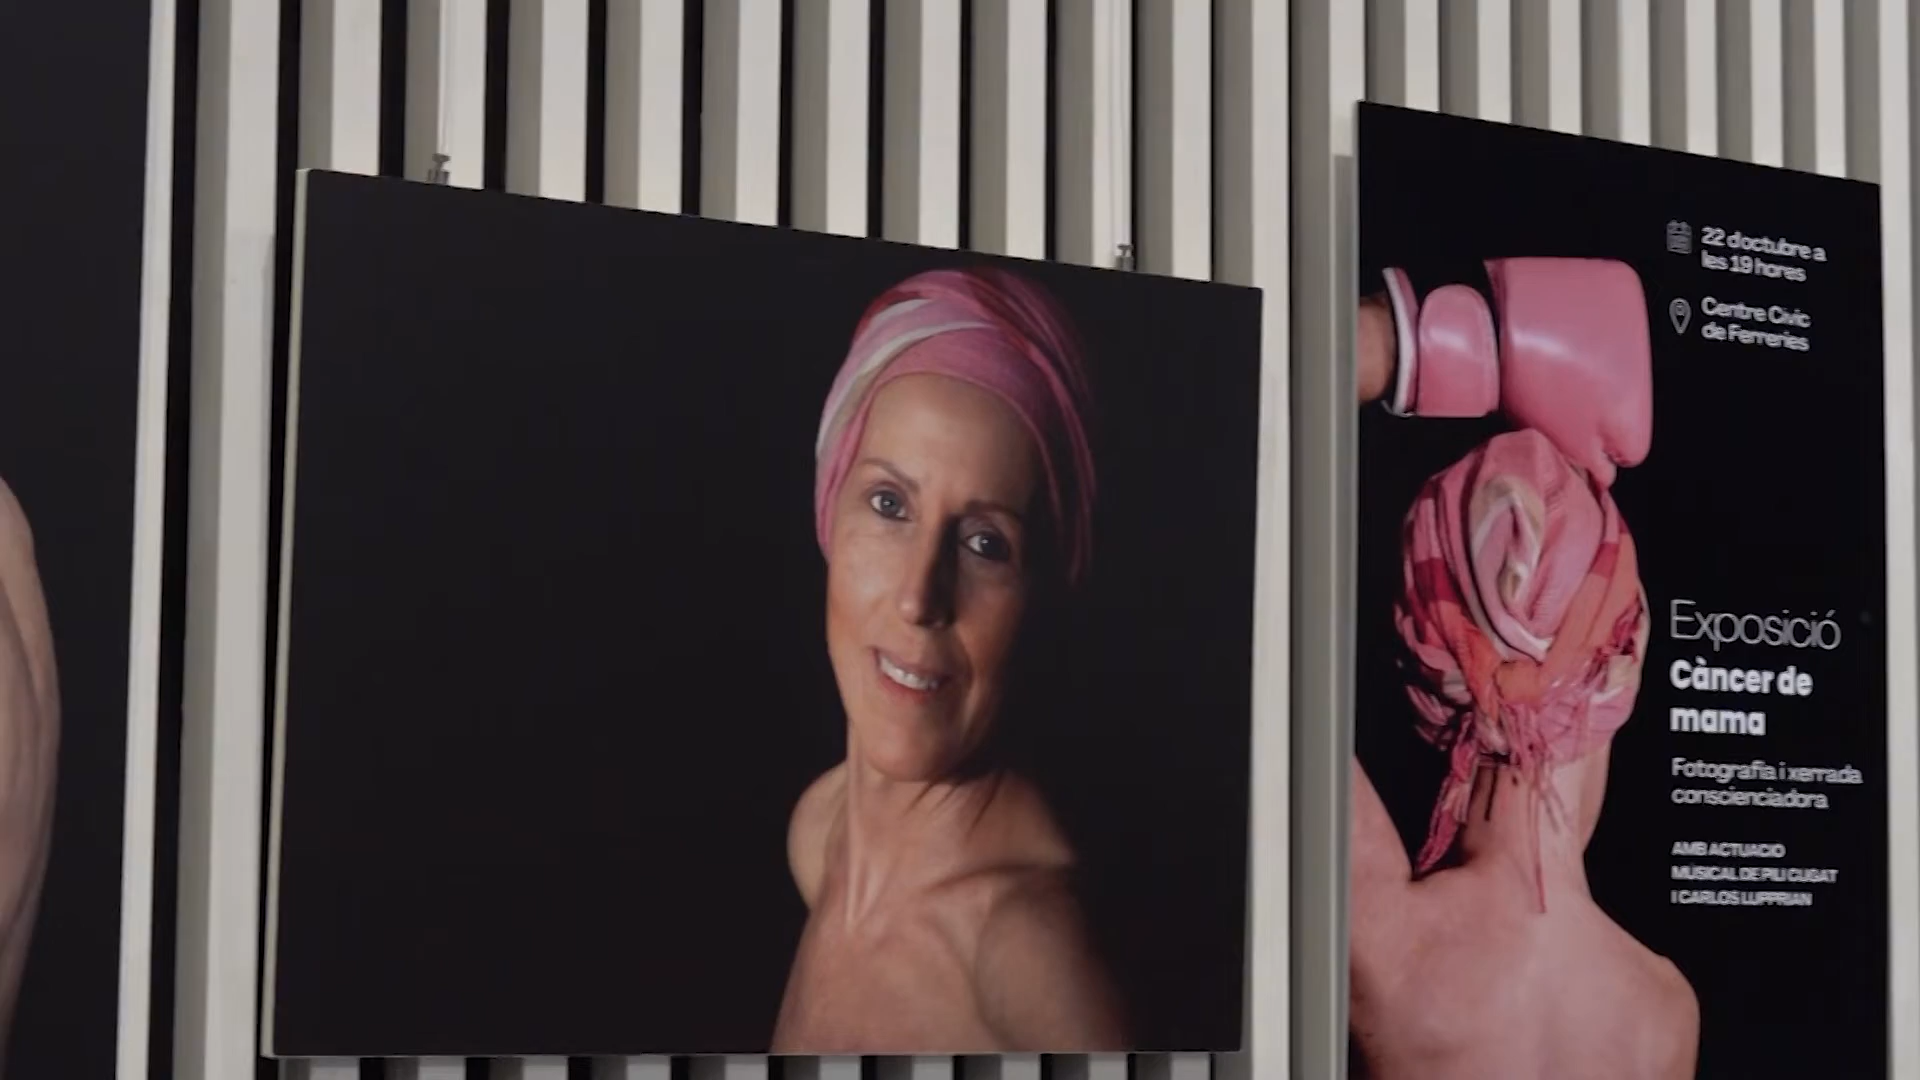 22 d'octubre a
les 19 hores
Centre Cívic
de Ferreries
Exposició
Càncer de
mama
Fotografia i xerrada
conscienciadora
AMB ACTUACIÓ
MUSICAL DE PILI CUGAT
I CARLOS LUPPRIAN